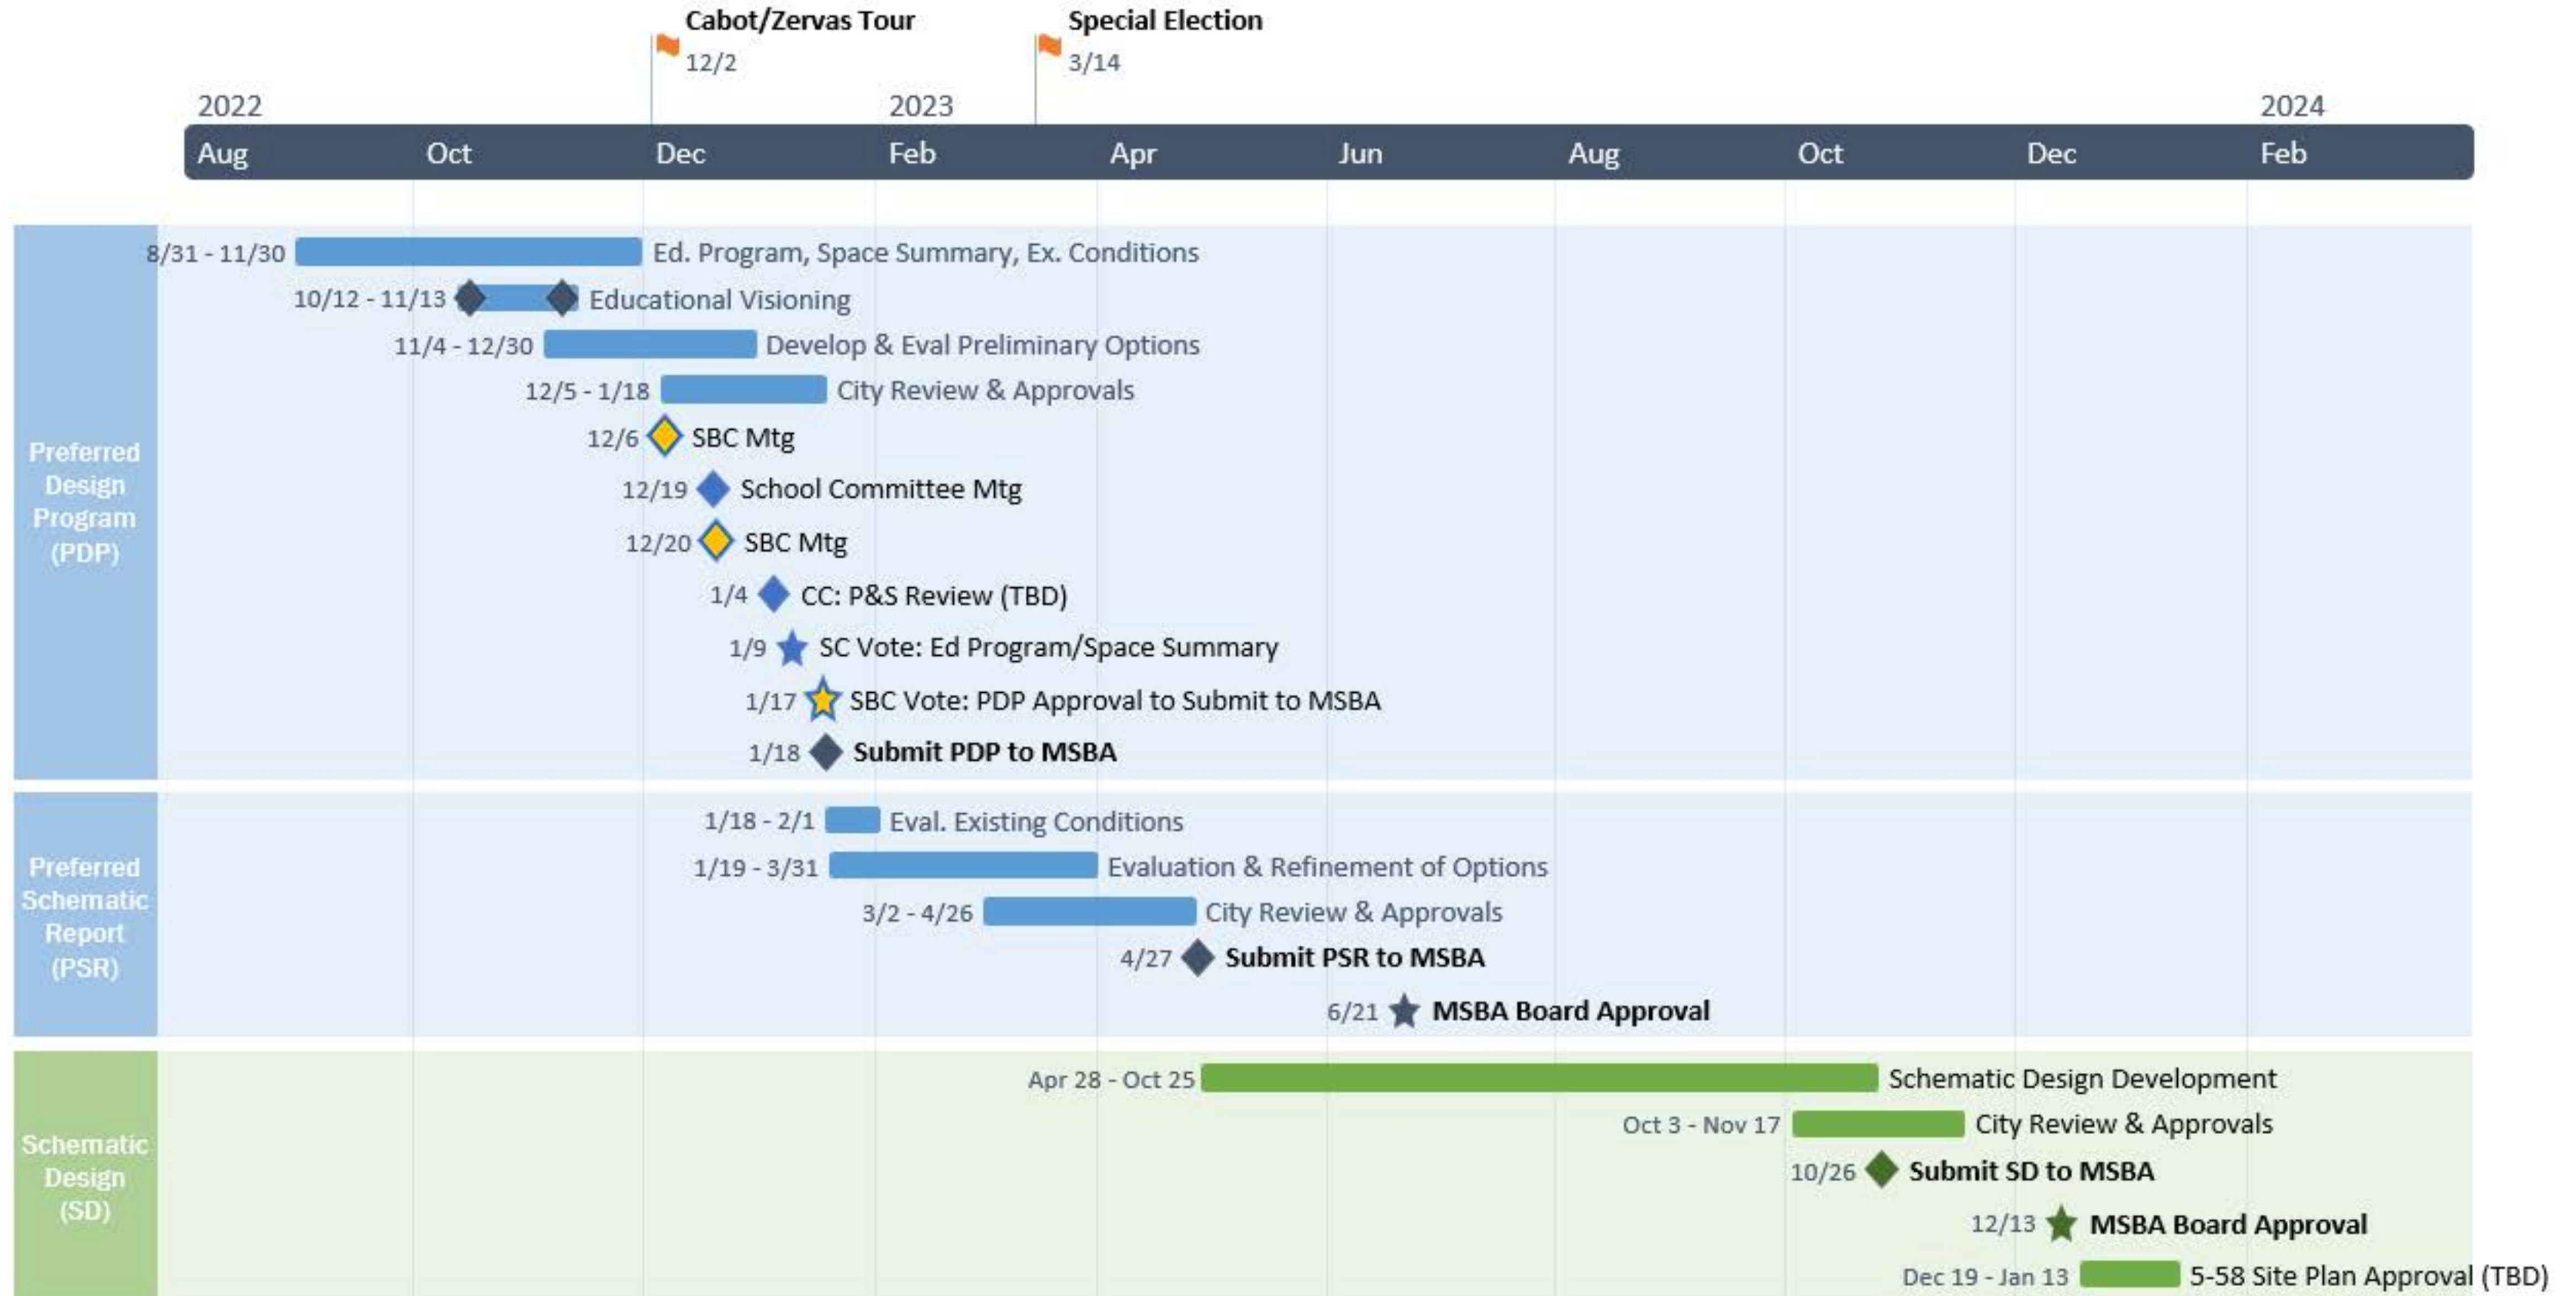 Cabot/Zervas Tour
12/2
Special Election
3/14
2022
2023
2024
Aug Oct Dec Feb Apr Jun Aug Oct Dec Feb
Preferred
Design
Program
(PDP)
8/31 - 11/30 Ed. Program, Space Summary, Ex. Conditions
10/12 - 11/13 Educational Visioning
11/4 - 12/30 Develop & Eval Preliminary Options
12/5 - 1/18 City Review & Approvals
12/6 SBC Mtg
12/19 School Committee Mtg
12/20 SBC Mtg
1/4 CC: P&S Review (TBD)
1/9 SC Vote: Ed Program/Space Summary
1/17 SBC Vote: PDP Approval to Submit to MSBA
1/18 Submit PDP to MSBA
Preferred
Schematic
Report
(PSR)
1/18 - 2/1 Eval. Existing Conditions
1/19 - 3/31 Evaluation & Refinement of Options
3/2 - 4/26 City Review & Approvals
4/27 Submit PSR to MSBA
6/21 MSBA Board Approval
Schematic
Design
(SD)
Apr 28 - Oct 25 Schematic Design Development
Oct 3 - Nov 17 City Review & Approvals
10/26 Submit SD to MSBA
12/13 MSBA Board Approval
Dec 19 - Jan 13 5-58 Site Plan Approval (TBD)